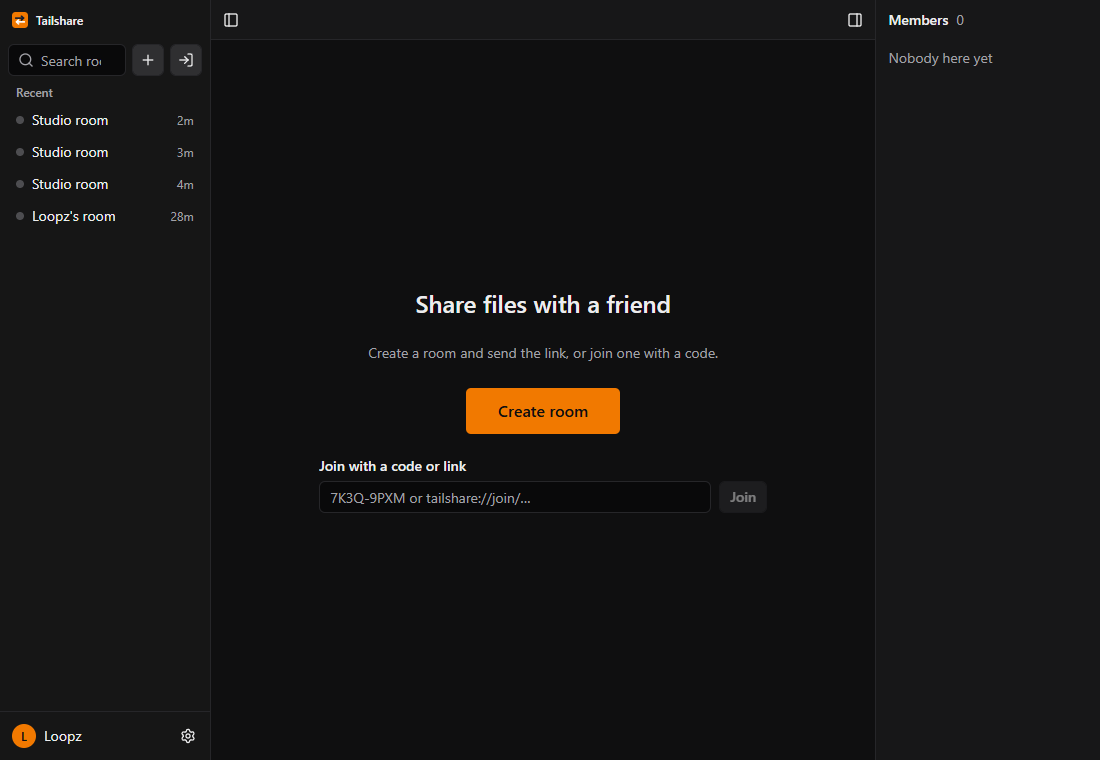 Tailshare
Search roo
Recent
Studio room 2m
Studio room 3m
Studio room 4m
Loopz's room 28m
Share files with a friend
Create a room and send the link, or join one with a code.
Create room
Join with a code or link
7K3Q-9PXM or tailshare://join/...
Join
Members 0
Nobody here yet
L Loopz